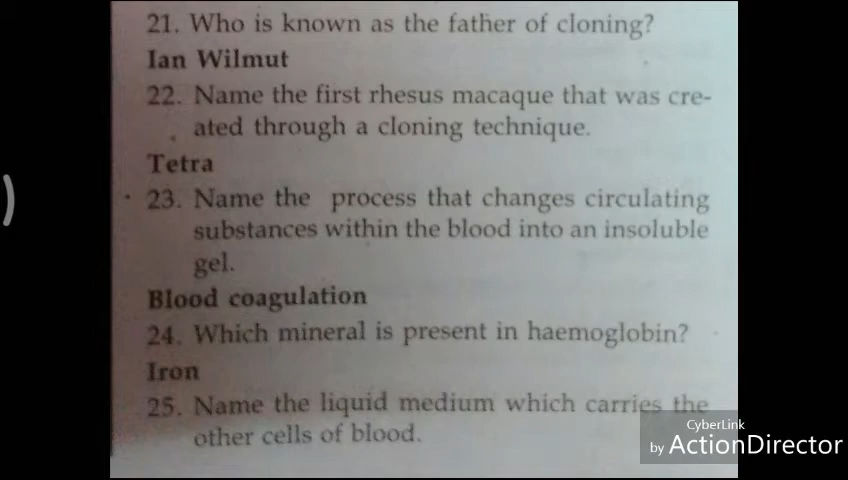 21. Who is known as the father of cloning?
Ian Wilmut
22. Name the first rhesus macaque that was cre-
ated through a cloning technique.
Tetra
23. Name the process that changes circulating
substances within the blood into an insoluble
gel.
Blood coagulation
24. Which mineral is present in haemoglobin?
Iron
25. Name the liquid medium which carries the
other cells of blood.
CyberLink
by ActionDirector